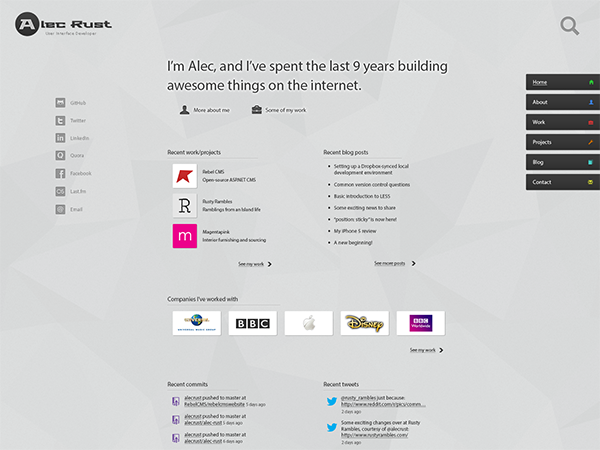 Alec Rust
User Interface Developer
I'm Alec, and I've spent the last 9 years building
awesome things on the internet.
More about me
Some of my work
GitHub
Twitter
LinkedIn
Quora
Facebook
Last.fm
Email
Home
About
Work
Projects
Blog
Contact
Recent work/projects
Rebel CMS
Open-source ASP.NET CMS
R
Rusty Rambles
Ramblings from an bland life
m
Magentapink
Interior furnishing and sourcing
See my work
Recent blog posts
Setting up a Dropbox-synced local
development environment
Common version control questions
Basic introduction to LESS
Some exciting news to share
"position: sticky" is now here!
My iPhone 5 review
A new beginning!
See more posts
Companies I've worked with
UNIVERSAL MUSIC GROUP
BBC
Disney
BBC
Worldwide
See my work
Recent commits
alecrust pushed to master at
RebelCMS/rebelcmswebsite 5 days ago
alecrust pushed to master at
alecrust/alec-rust 5 days ago
alecrust pushed to master at
alecrust/alec-rust 6 days ago
Recent tweets
@rusty_rambles just because:
http://www.reddit.com/r/pics/comm…
2 days ago
Some exciting changes over at Rusty
Rambles, courtesy of @alecrust:
http://www.rustyrambles.com/
2 days ago